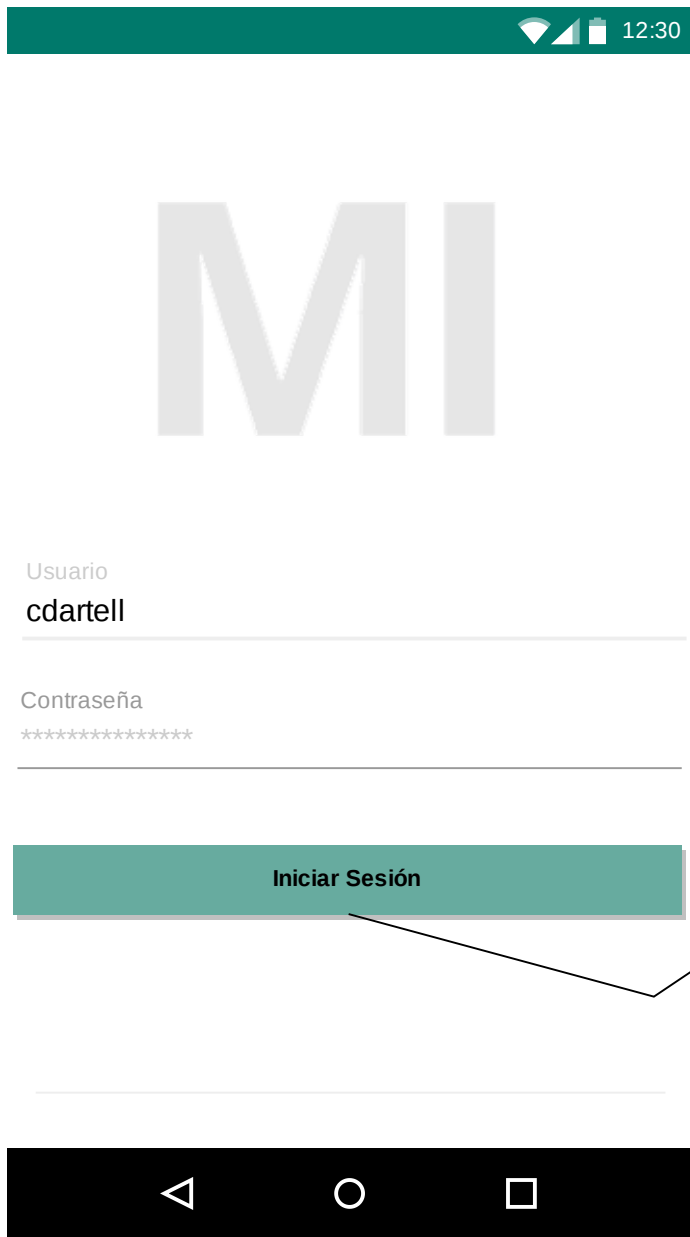 12:30
MI
Usuario
cdartell
Contraseña
***************
Iniciar Sesión